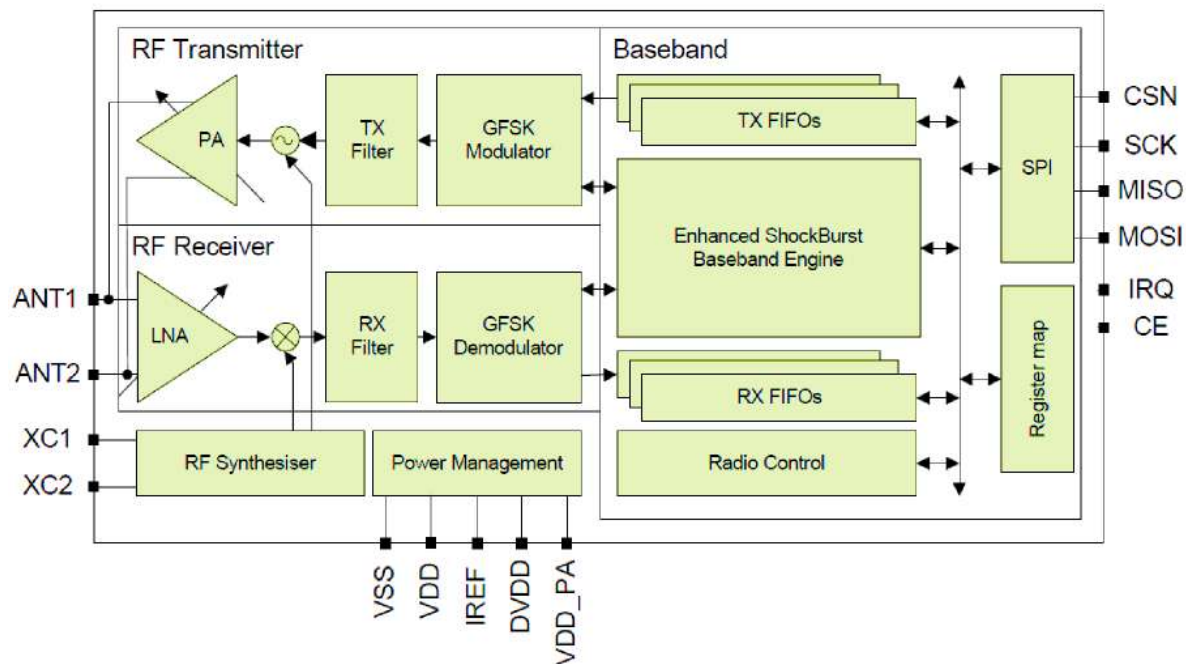 RF Transmitter
Baseband
PA
TX
Filter
GFSK
Modulator
TX FIFOs
SPI
CSN
SCK
MISO
MOSI
Enhanced ShockBurst
Baseband Engine
RF Receiver
ANT1
ANT2
LNA
RX
Filter
GFSK
Demodulator
RX FIFOs
Register map
IRQ
CE
XC1
XC2
RF Synthesiser
Power Management
Radio Control
VSS
VDD
IREF
DVDD
VDD_PA